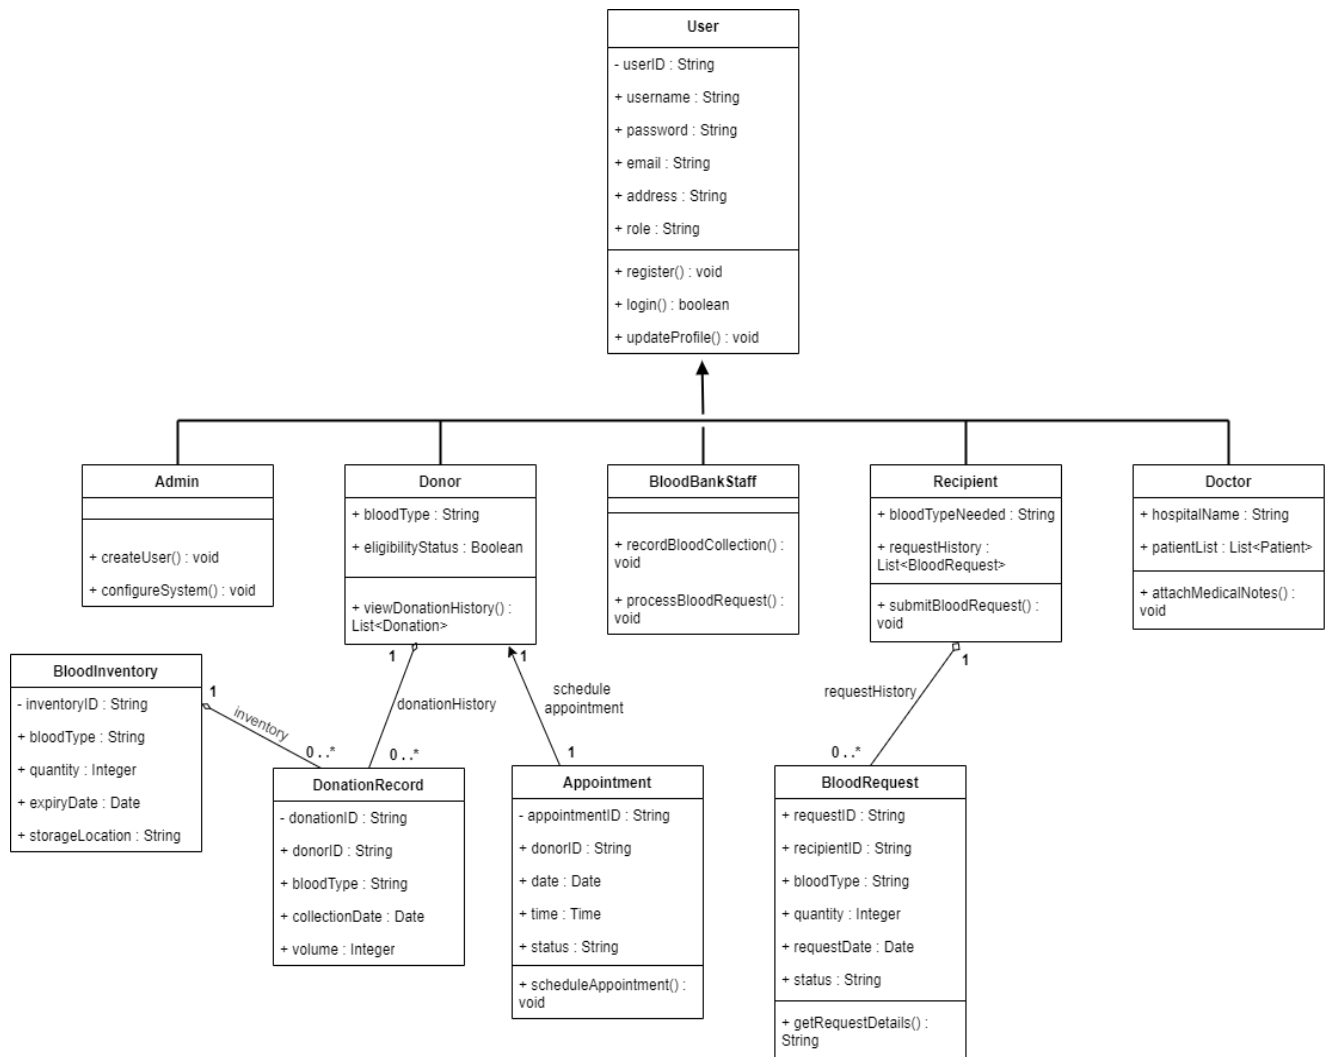 User
- userID : String
+ username : String
+ password : String
+ email : String
+ address : String
+ role : String
+ register() : void
+ login() : boolean
+ updateProfile() : void
Admin
+ createUser() : void
+ configureSystem() : void
Donor
+ bloodType : String
+ eligibilityStatus : Boolean
+ viewDonationHistory() :
List<Donation>
BloodBankStaff
+ recordBloodCollection() :
void
+ processBloodRequest() :
void
Recipient
+ bloodTypeNeeded : String
+ requestHistory :
List<BloodRequest>
+ submitBloodRequest() :
void
Doctor
+ hospitalName : String
+ patientList : List<Patient>
+ attachMedicalNotes() :
void
BloodInventory
- inventoryID : String
+ bloodType : String
+ quantity : Integer
+ expiryDate : Date
+ storageLocation : String
1
inventory
0 . .*
1
donationHistory
0 . .*
1
schedule
appointment
1
1
requestHistory
0 . .*
DonationRecord
- donationID : String
+ donorID : String
+ bloodType : String
+ collectionDate : Date
+ volume : Integer
Appointment
- appointmentID : String
+ donorID : String
+ date : Date
+ time : Time
+ status : String
+ scheduleAppointment() :
void
BloodRequest
+ requestID : String
+ recipientID : String
+ bloodType : String
+ quantity : Integer
+ requestDate : Date
+ status : String
+ getRequestDetails() :
String